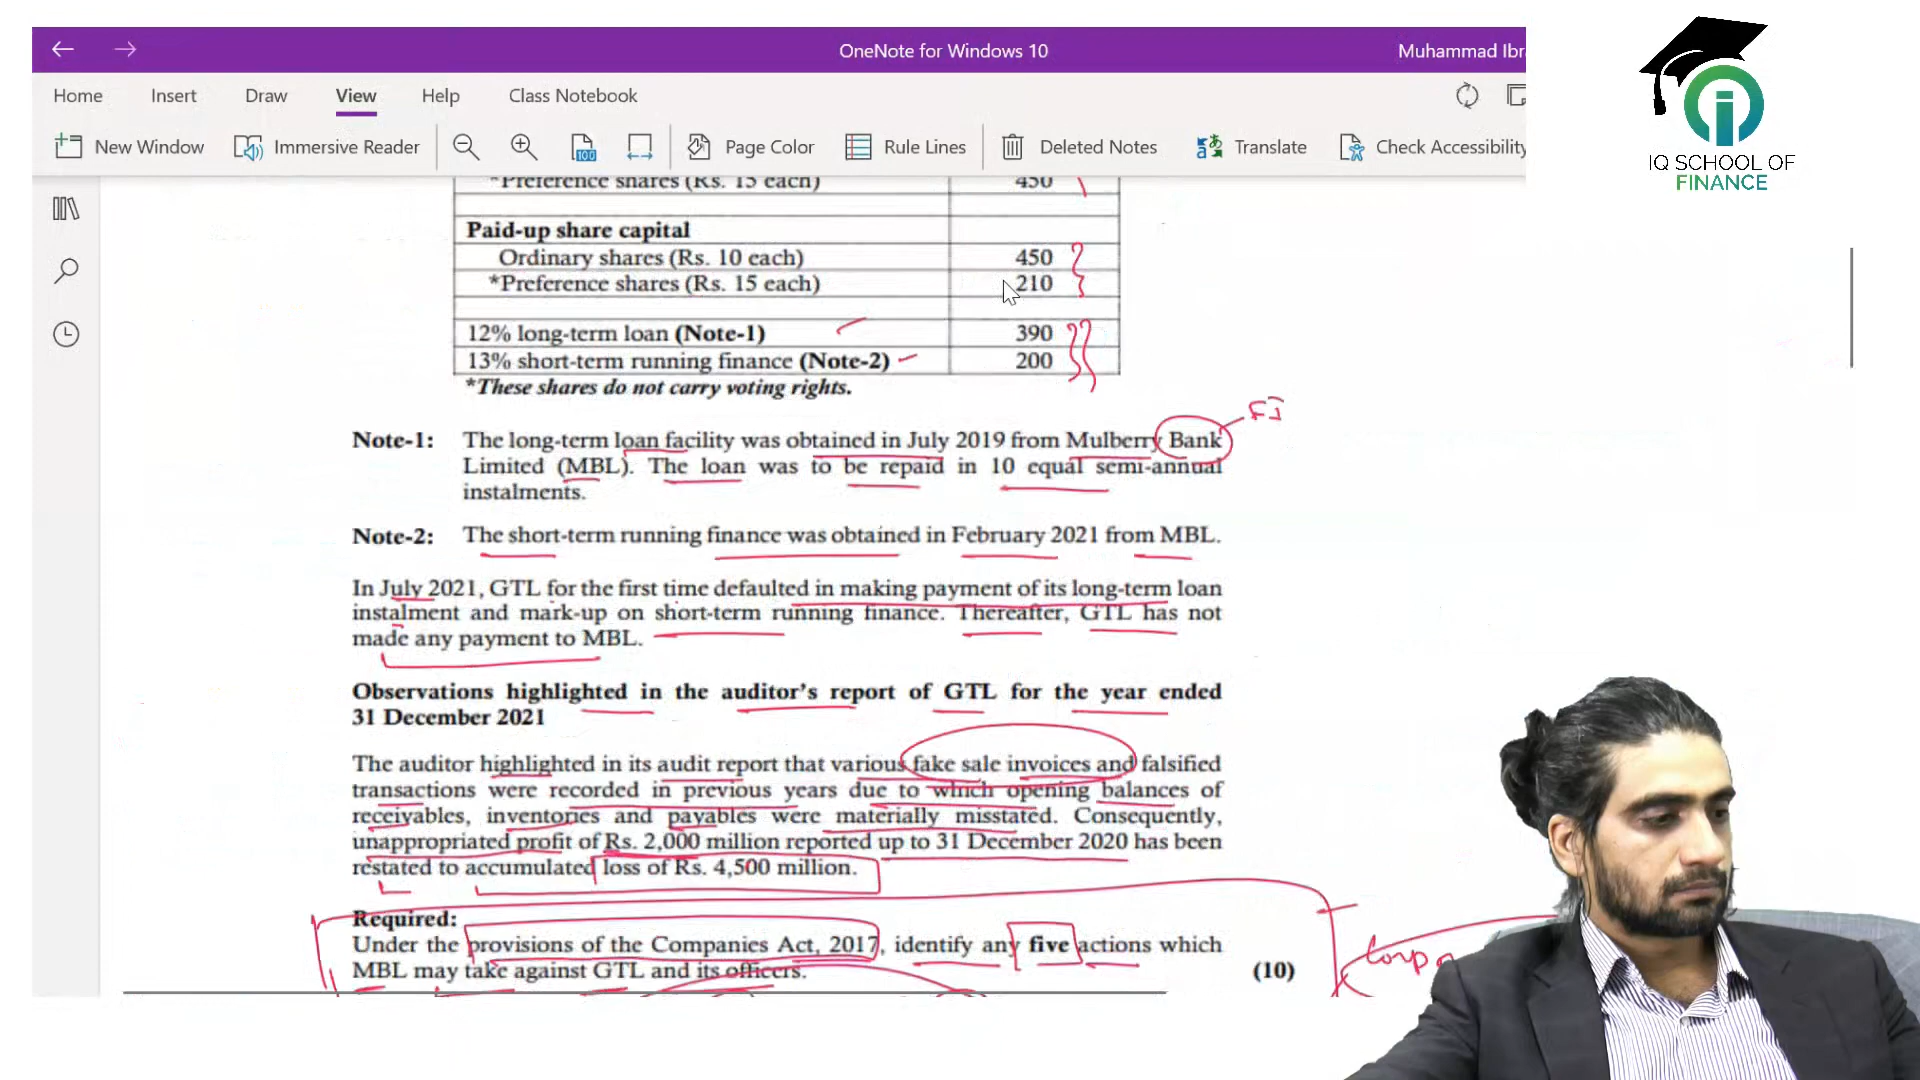 OneNote for Windows 10
Muhammad Ibr
Home Insert Draw View Help Class Notebook
New Window Immersive Reader Page Color Rule Lines Deleted Notes Translate Check Accessibility
IQ SCHOOL OF
FINANCE
*Preference shares (Rs. 15 each) 450
Paid-up share capital
Ordinary shares (Rs. 10 each) 450
*Preference shares (Rs. 15 each) 210
12% long-term loan (Note-1) 390
13% short-term running finance (Note-2) 200
*These shares do not carry voting rights.
FI
Note-1: The long-term loan facility was obtained in July 2019 from Mulberry Bank
Limited (MBL). The loan was to be repaid in 10 equal semi-annual
instalments.
Note-2: The short-term running finance was obtained in February 2021 from MBL.
In July 2021, GTL for the first time defaulted in making payment of its long-term loan
instalment and mark-up on short-term running finance. Thereafter, GTL has not
made any payment to MBL.
Observations highlighted in the auditor's report of GTL for the year ended
31 December 2021
The auditor highlighted in its audit report that various fake sale invoices and falsified
transactions were recorded in previous years due to which opening balances of
receivables, inventories and payables were materially misstated. Consequently,
unappropriated profit of Rs. 2,000 million reported up to 31 December 2020 has been
restated to accumulated loss of Rs. 4,500 million.
Required:
Under the provisions of the Companies Act, 2017, identify any five actions which
MBL may take against GTL and its officers. (10)